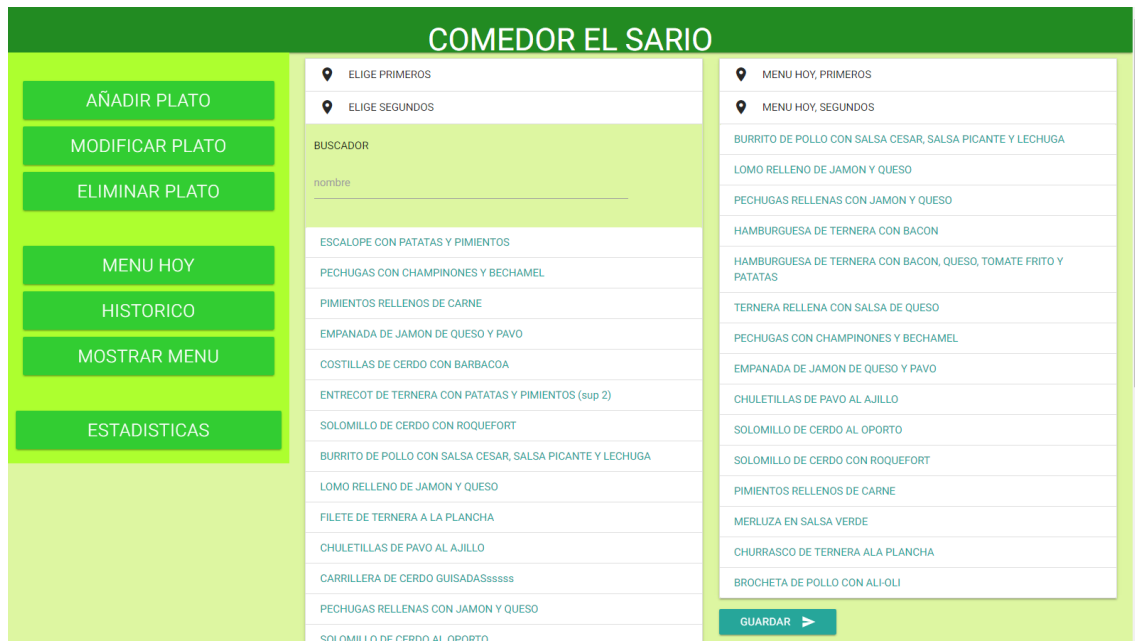 COMEDOR EL SARIO
AÑADIR PLATO
MODIFICAR PLATO
ELIMINAR PLATO
MENU HOY
HISTORICO
MOSTRAR MENU
ESTADISTICAS
ELIGE PRIMEROS
ELIGE SEGUNDOS
BUSCADOR
nombre
ESCALOPE CON PATATAS Y PIMIENTOS
PECHUGAS CON CHAMPINONES Y BECHAMEL
PIMIENTOS RELLENOS DE CARNE
EMPANADA DE JAMON DE QUESO Y PAVO
COSTILLAS DE CERDO CON BARBACOA
ENTRECOT DE TERNERA CON PATATAS Y PIMIENTOS (sup 2)
SOLOMILLO DE CERDO CON ROQUEFORT
BURRITO DE POLLO CON SALSA CESAR, SALSA PICANTE Y LECHUGA
LOMO RELLENO DE JAMON Y QUESO
FILETE DE TERNERA A LA PLANCHA
CHULETILLAS DE PAVO AL AJILLO
CARRILLERA DE CERDO GUISADASsssss
PECHUGAS RELLENAS CON JAMON Y QUESO
SOLOMILLO DE CERDO AL OPORTO
MENU HOY, PRIMEROS
MENU HOY, SEGUNDOS
BURRITO DE POLLO CON SALSA CESAR, SALSA PICANTE Y LECHUGA
LOMO RELLENO DE JAMON Y QUESO
PECHUGAS RELLENAS CON JAMON Y QUESO
HAMBURGUESA DE TERNERA CON BACON
HAMBURGUESA DE TERNERA CON BACON, QUESO, TOMATE FRITO Y
PATATAS
TERNERA RELLENA CON SALSA DE QUESO
PECHUGAS CON CHAMPINONES Y BECHAMEL
EMPANADA DE JAMON DE QUESO Y PAVO
CHULETILLAS DE PAVO AL AJILLO
SOLOMILLO DE CERDO AL OPORTO
SOLOMILLO DE CERDO CON ROQUEFORT
PIMIENTOS RELLENOS DE CARNE
MERLUZA EN SALSA VERDE
CHURRASCO DE TERNERA ALA PLANCHA
BROCHETA DE POLLO CON ALI-OLI
GUARDAR